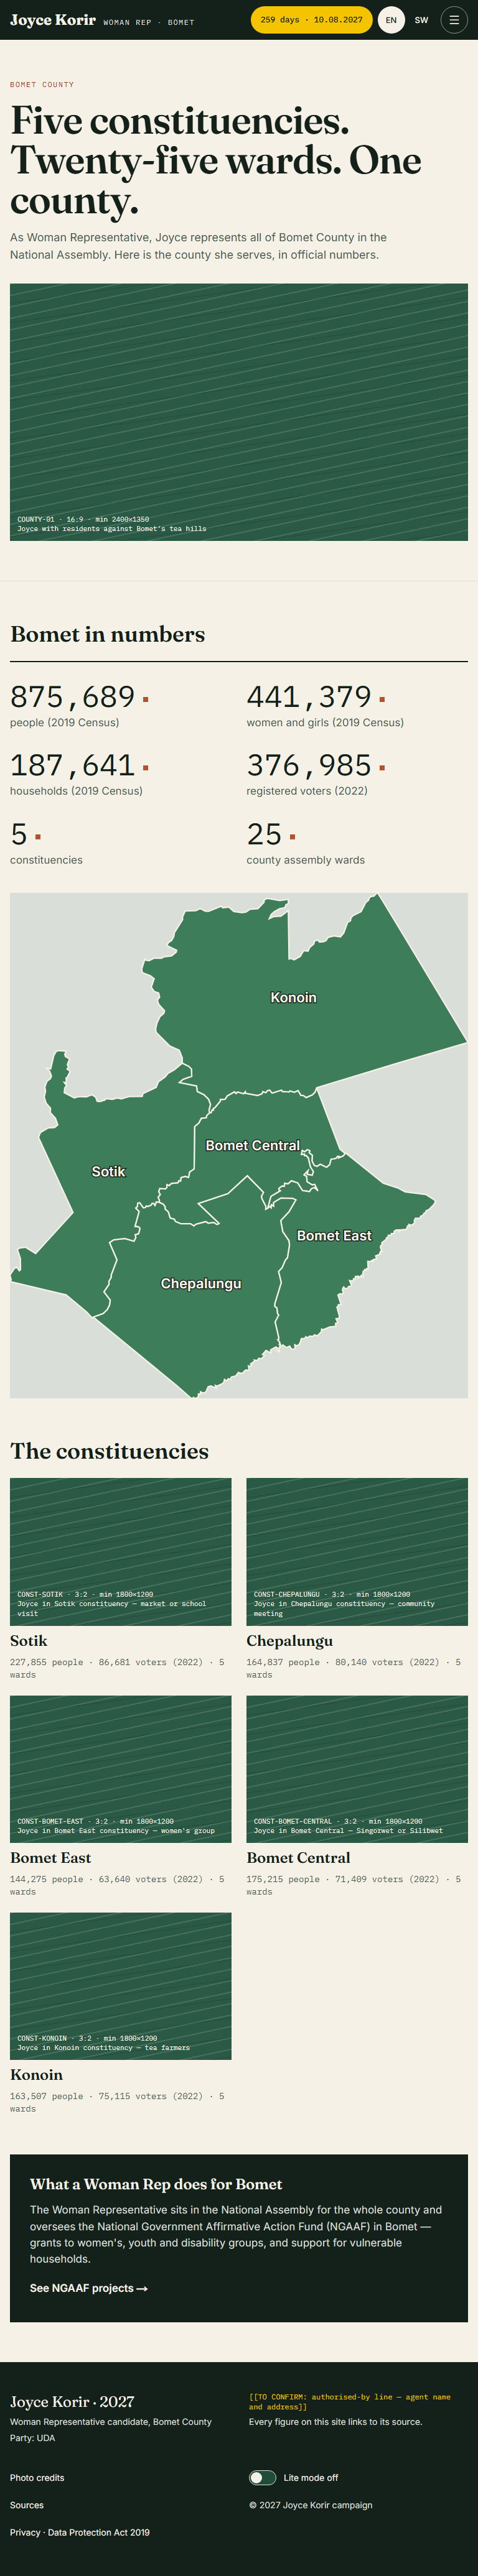 Joyce Korir WOMAN REP · BOMET
259 days · 10.08.2027
EN
SW
BOMET COUNTY
Five constituencies.
Twenty-five wards. One
county.
As Woman Representative, Joyce represents all of Bomet County in the
National Assembly. Here is the county she serves, in official numbers.
COUNTY-01 · 16:9 · min 2400×1350
Joyce with residents against Bomet's tea hills
Bomet in numbers
875,689
people (2019 Census)
441,379
women and girls (2019 Census)
187,641
households (2019 Census)
376,985
registered voters (2022)
5
constituencies
25
county assembly wards
Konoin
Bomet Central
Sotik
Bomet East
Chepalungu
The constituencies
CONST-SOTIK · 3:2 · min 1800×1200
Joyce in Sotik constituency — market or school
visit
Sotik
227,855 people · 86,681 voters (2022) · 5
wards
CONST-CHEPALUNGU · 3:2 · min 1800×1200
Joyce in Chepalungu constituency — community
meeting
Chepalungu
164,837 people · 80,140 voters (2022) · 5
wards
CONST-BOMET-EAST · 3:2 · min 1800×1200
Joyce in Bomet East constituency — women's group
Bomet East
144,275 people · 63,640 voters (2022) · 5
wards
CONST-BOMET-CENTRAL · 3:2 · min 1800×1200
Joyce in Bomet Central — Singorwet or Silibwet
Bomet Central
175,215 people · 71,409 voters (2022) · 5
wards
CONST-KONOIN · 3:2 · min 1800×1200
Joyce in Konoin constituency — tea farmers
Konoin
163,507 people · 75,115 voters (2022) · 5
wards
What a Woman Rep does for Bomet
The Woman Representative sits in the National Assembly for the whole county and
oversees the National Government Affirmative Action Fund (NGAAF) in Bomet —
grants to women's, youth and disability groups, and support for vulnerable
households.
See NGAAF projects →
Joyce Korir · 2027
Woman Representative candidate, Bomet County
Party: UDA
[[TO CONFIRM: authorised-by line — agent name
and address]]
Every figure on this site links to its source.
Photo credits
Lite mode off
Sources
© 2027 Joyce Korir campaign
Privacy · Data Protection Act 2019